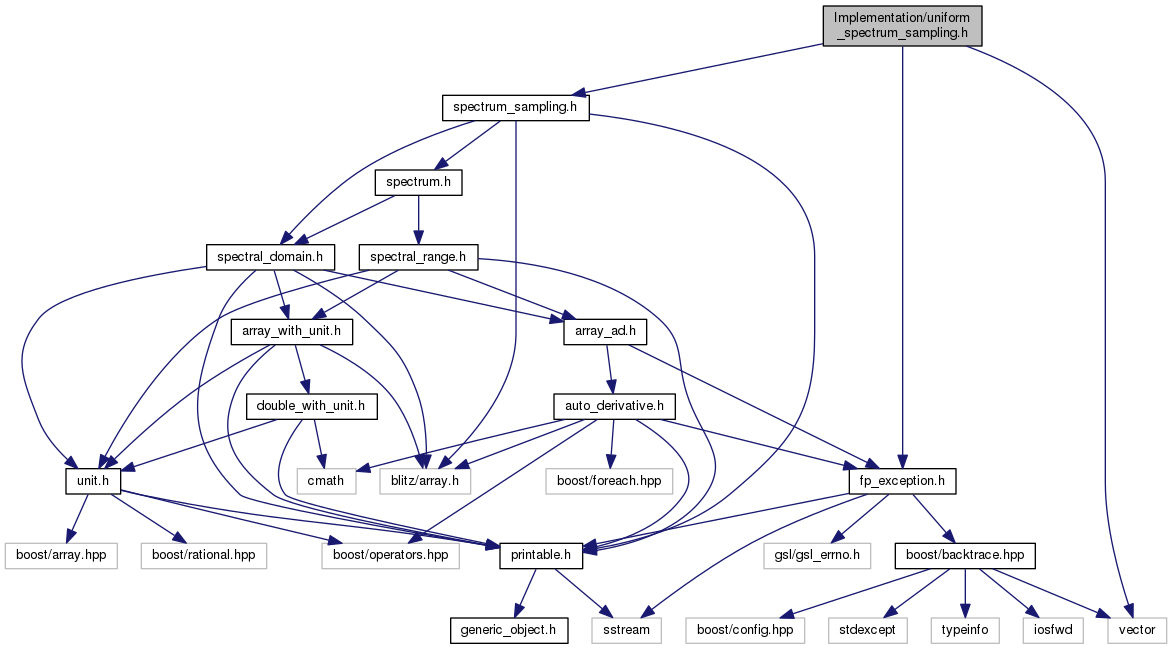 Implementation/uniform
_spectrum_sampling.h
spectrum_sampling.h
spectrum.h
spectral_domain.h
spectral_range.h
array_with_unit.h
array_ad.h
double_with_unit.h
auto_derivative.h
unit.h
cmath
blitz/array.h
boost/foreach.hpp
fp_exception.h
boost/array.hpp
boost/rational.hpp
boost/operators.hpp
printable.h
gsl/gsl_errno.h
boost/backtrace.hpp
generic_object.h
sstream
boost/config.hpp
stdexcept
typeinfo
iosfwd
vector